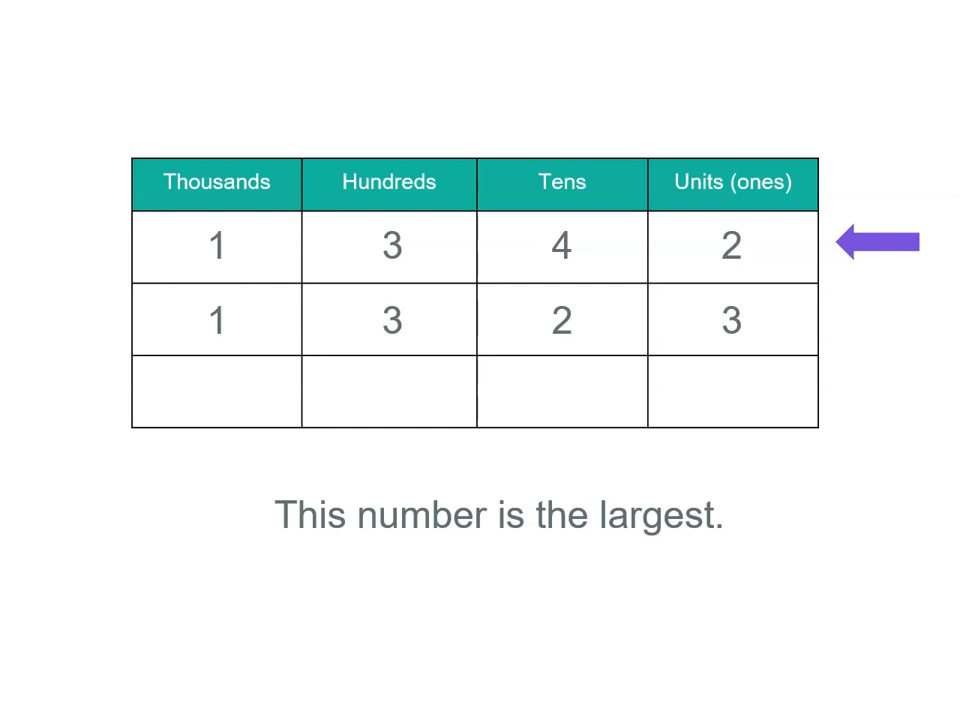 Thousands Hundreds Tens Units (ones)
1 3 4 2
1 3 2 3
This number is the largest.